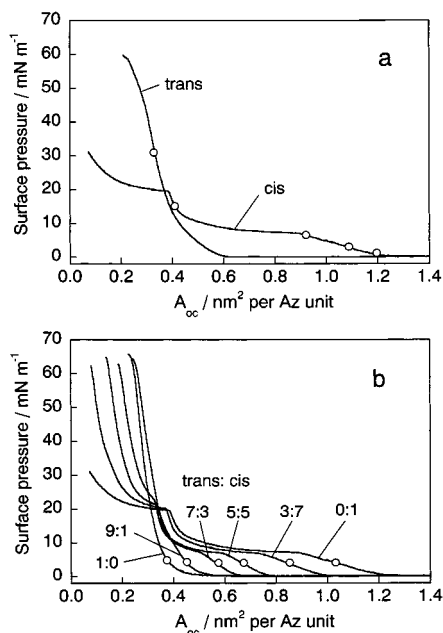 a
70
60
50
40
30
20
10
0
Surface pressure / mN m⁻¹
trans
cis
0.0 0.2 0.4 0.6 0.8 1.0 1.2 1.4
A_oc / nm² per Az unit
b
70
60
50
40
30
20
10
0
Surface pressure / mN m⁻¹
trans: cis
7:3 5:5 3:7 0:1
9:1
1:0
0.0 0.2 0.4 0.6 0.8 1.0 1.2 1.4
A_oc / nm² per Az unit